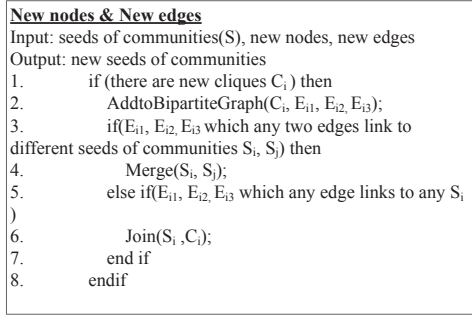 New nodes & New edges
Input: seeds of communities(S), new nodes, new edges
Output: new seeds of communities
1. if (there are new cliques Ci ) then
2. AddtoBipartiteGraph(Ci, Ei1, Ei2, Ei3);
3. if(Ei1, Ei2, Ei3 which any two edges link to
different seeds of communities Si, Sj) then
4. Merge(Si, Sj);
5. else if(Ei1, Ei2, Ei3 which any edge links to any Si
)
6. Join(Si ,Ci);
7. end if
8. endif